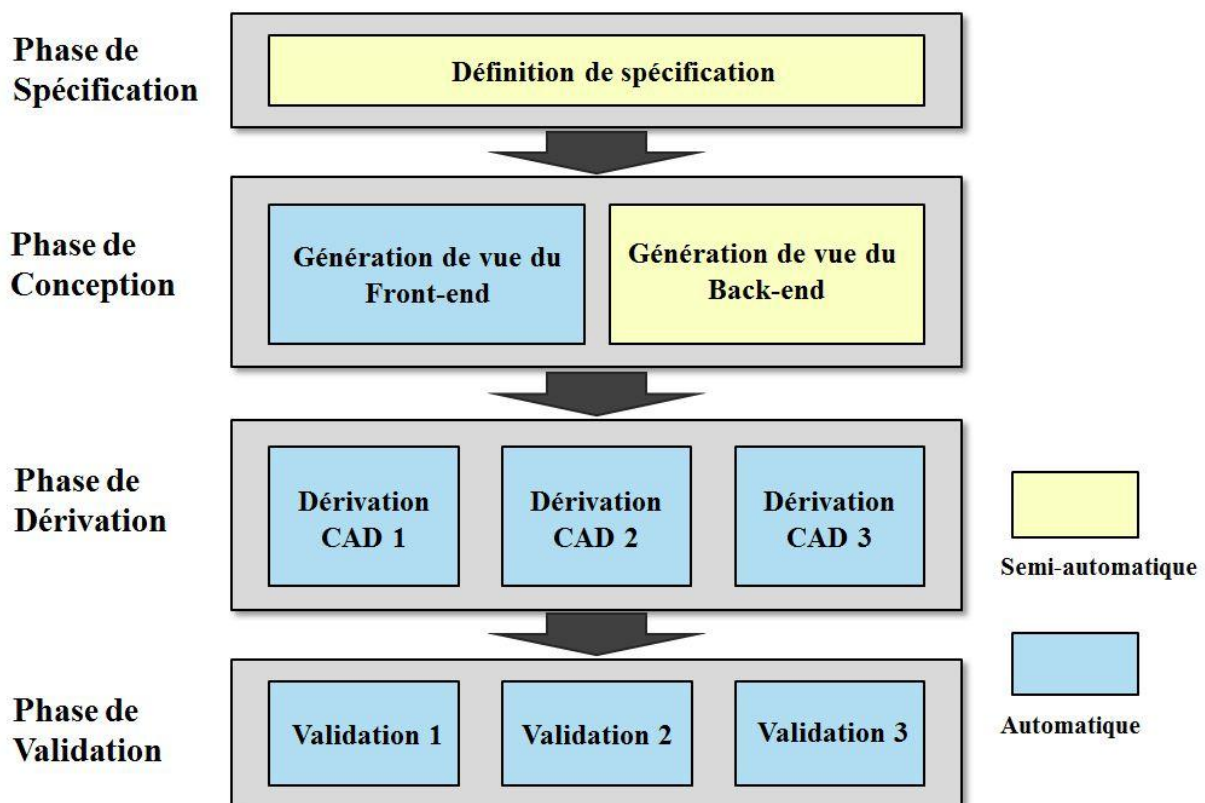 Phase de
Spécification
Définition de spécification
Phase de
Conception
Génération de vue du
Front-end
Génération de vue du
Back-end
Phase de
Dérivation
Dérivation
CAD 1
Dérivation
CAD 2
Dérivation
CAD 3
Semi-automatique
Phase de
Validation
Validation 1
Validation 2
Validation 3
Automatique